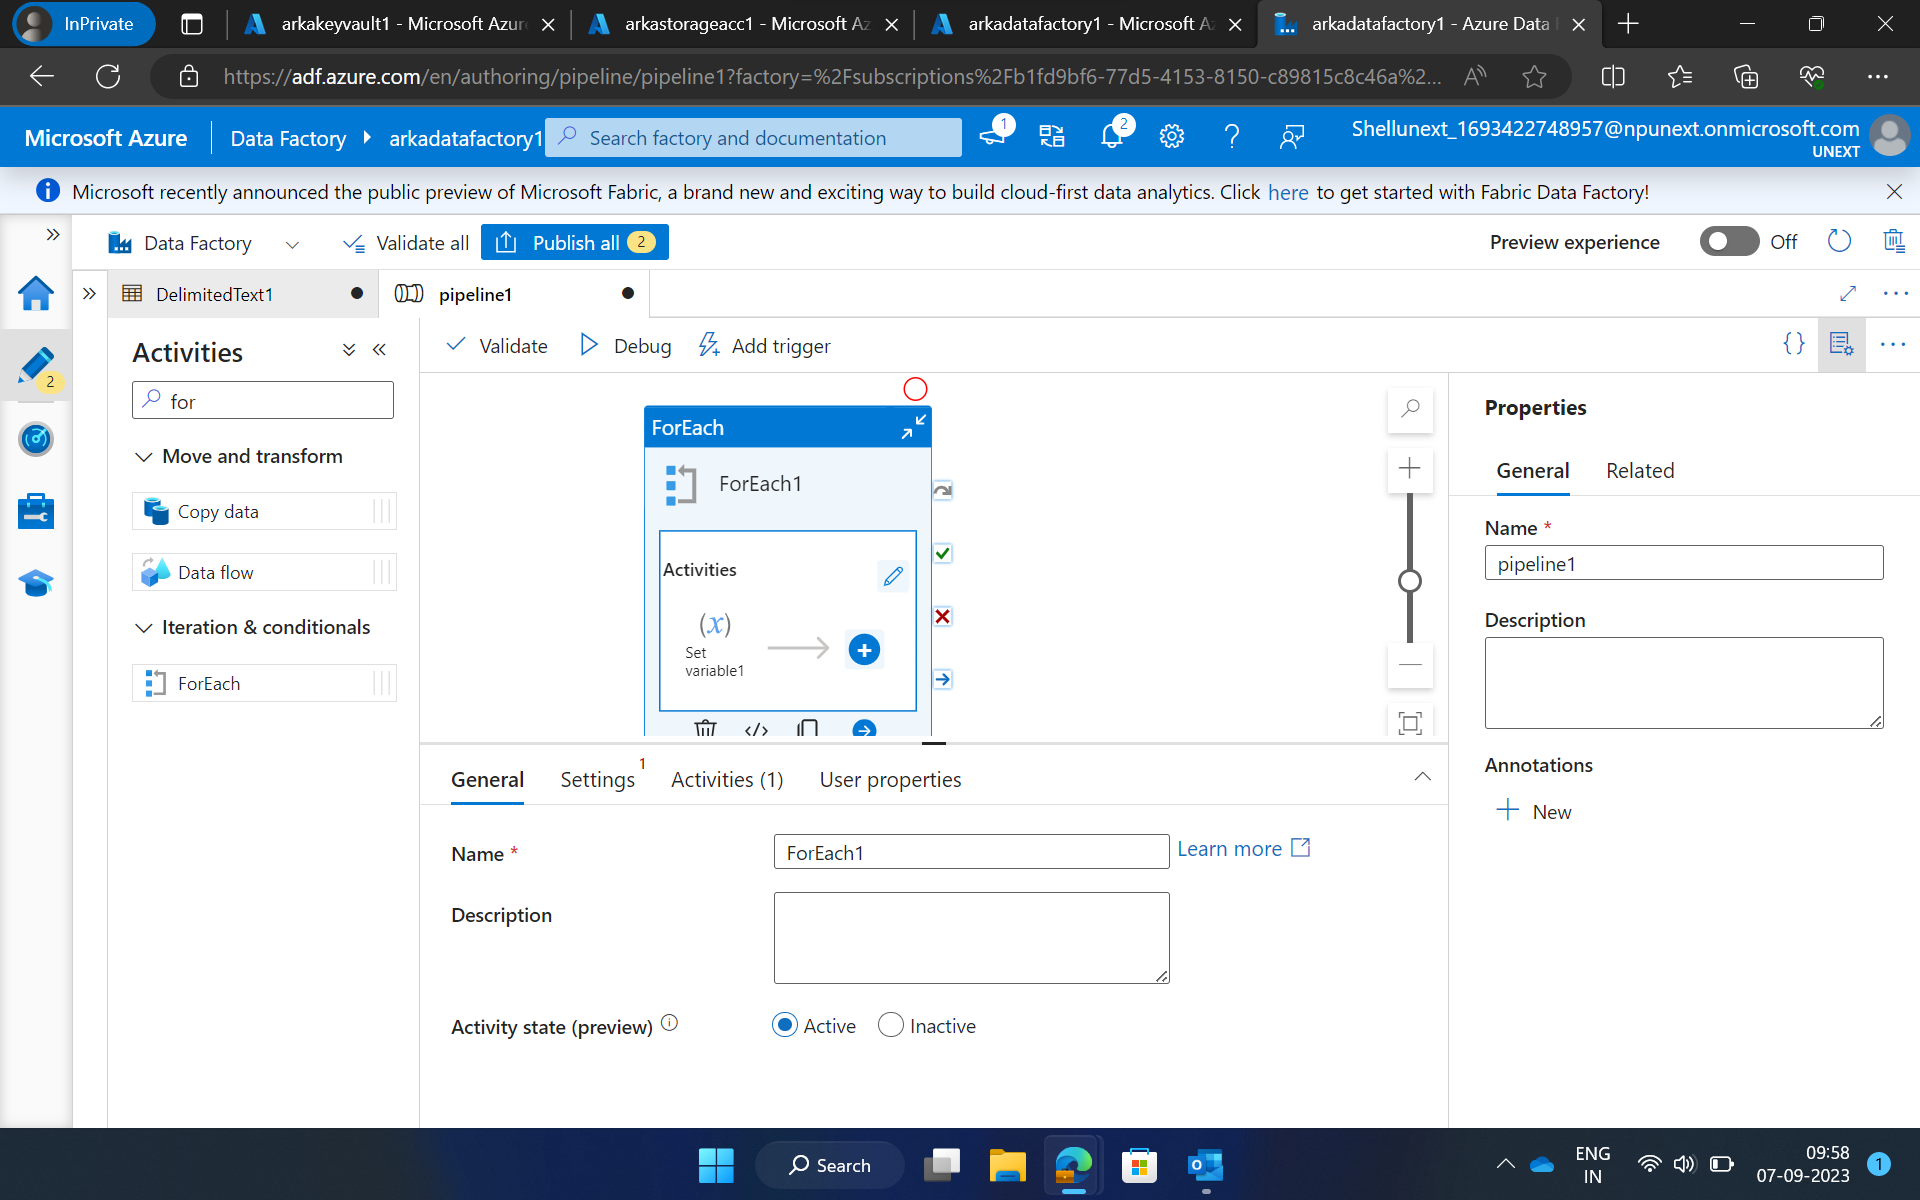 InPrivate
arkakeyvault1 - Microsoft Azur
arkastorageacc1 - Microsoft Az
arkadatafactory1 - Microsoft Az
arkadatafactory1 - Azure Data
https://adf.azure.com/en/authoring/pipeline/pipeline1?factory=%2Fsubscriptions%2Fb1fd9bf6-77d5-4153-8150-c89815c8c46a%2...
Microsoft Azure
Data Factory
arkadatafactory1
Search factory and documentation
1
2
Shellunext_1693422748957@npunext.onmicrosoft.com
UNEXT
Microsoft recently announced the public preview of Microsoft Fabric, a brand new and exciting way to build cloud-first data analytics. Click here to get started with Fabric Data Factory!
Data Factory
Validate all
Publish all 2
Preview experience
Off
2
DelimitedText1
pipeline1
Activities
for
Move and transform
Copy data
Data flow
Iteration & conditionals
ForEach
Validate
Debug
Add trigger
{}
ForEach
ForEach1
Activities
(x)
Set
variable1
</>
General
Settings 1
Activities (1)
User properties
Name *
ForEach1
Learn more
Description
Activity state (preview)
Active
Inactive
Properties
General
Related
Name *
pipeline1
Description
Annotations
New
Search
ENG
IN
09:58
07-09-2023
1